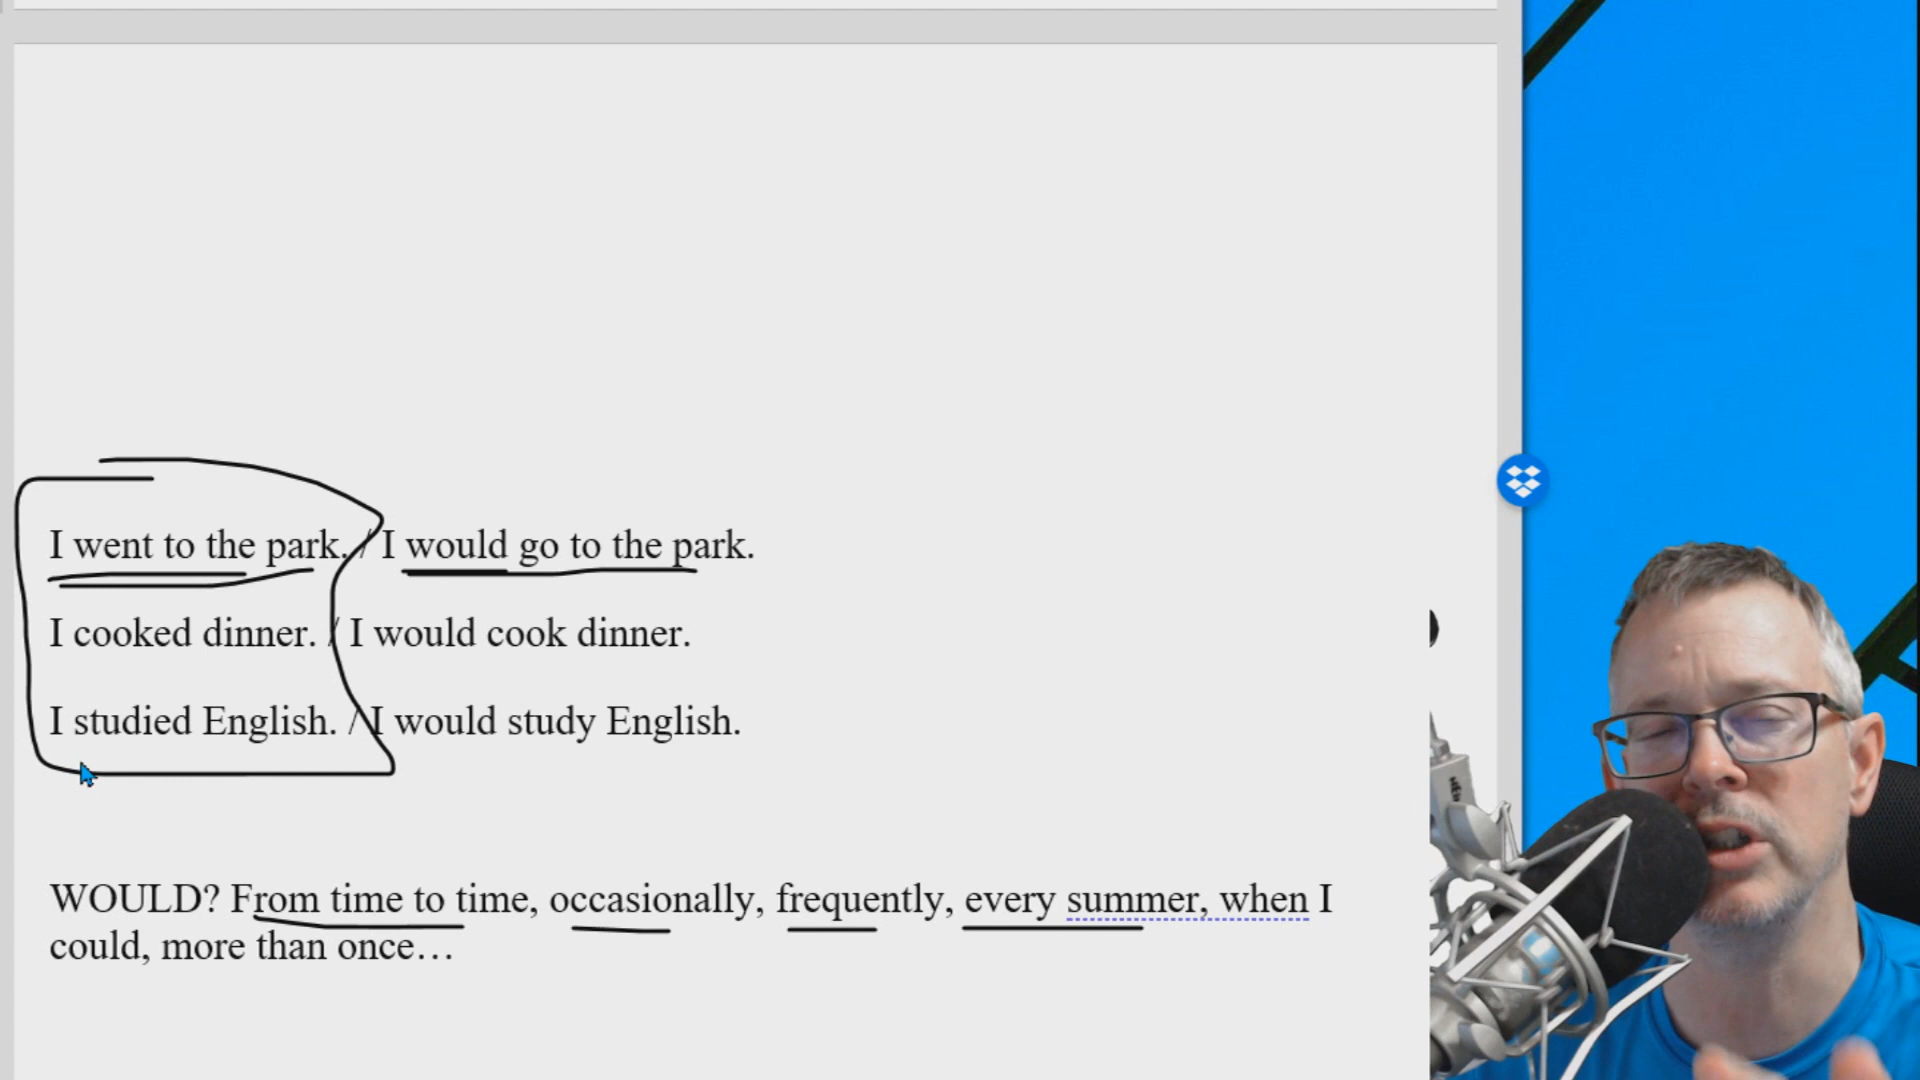 I went to the park. / I would go to the park.
I cooked dinner. / I would cook dinner.
I studied English. / I would study English.
WOULD? From time to time, occasionally, frequently, every summer, when I
could, more than once…